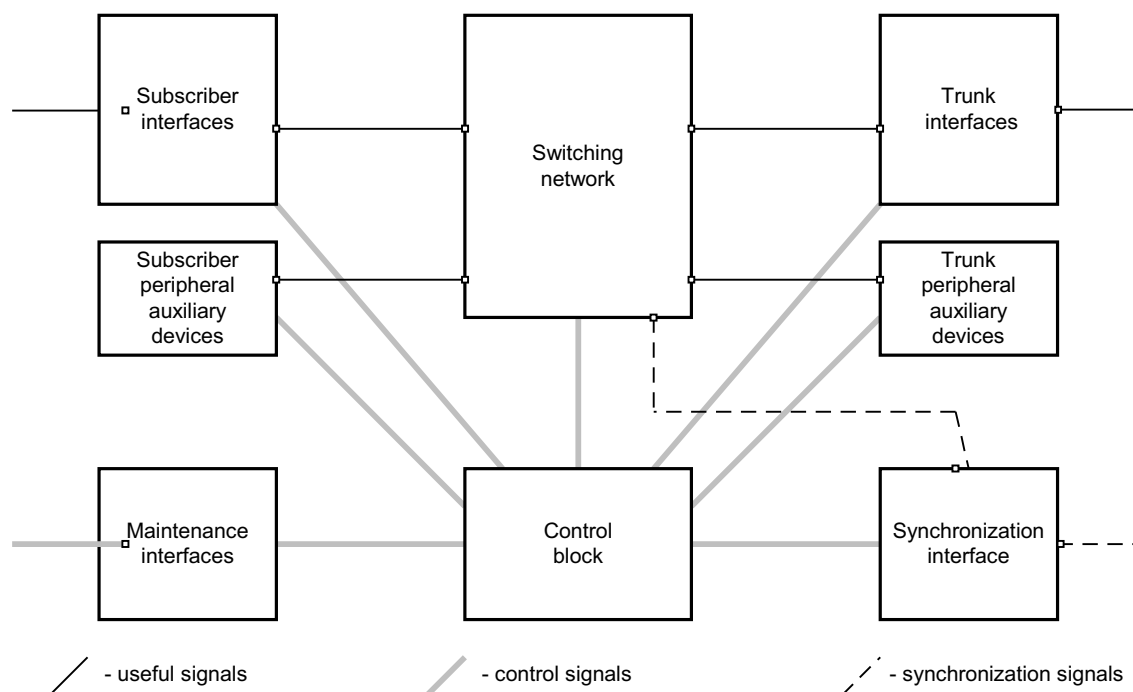 Subscriber
interfaces
Switching
network
Trunk
interfaces
Subscriber
peripheral
auxiliary
devices
Trunk
peripheral
auxiliary
devices
Maintenance
interfaces
Control
block
Synchronization
interface
- useful signals
- control signals
- synchronization signals